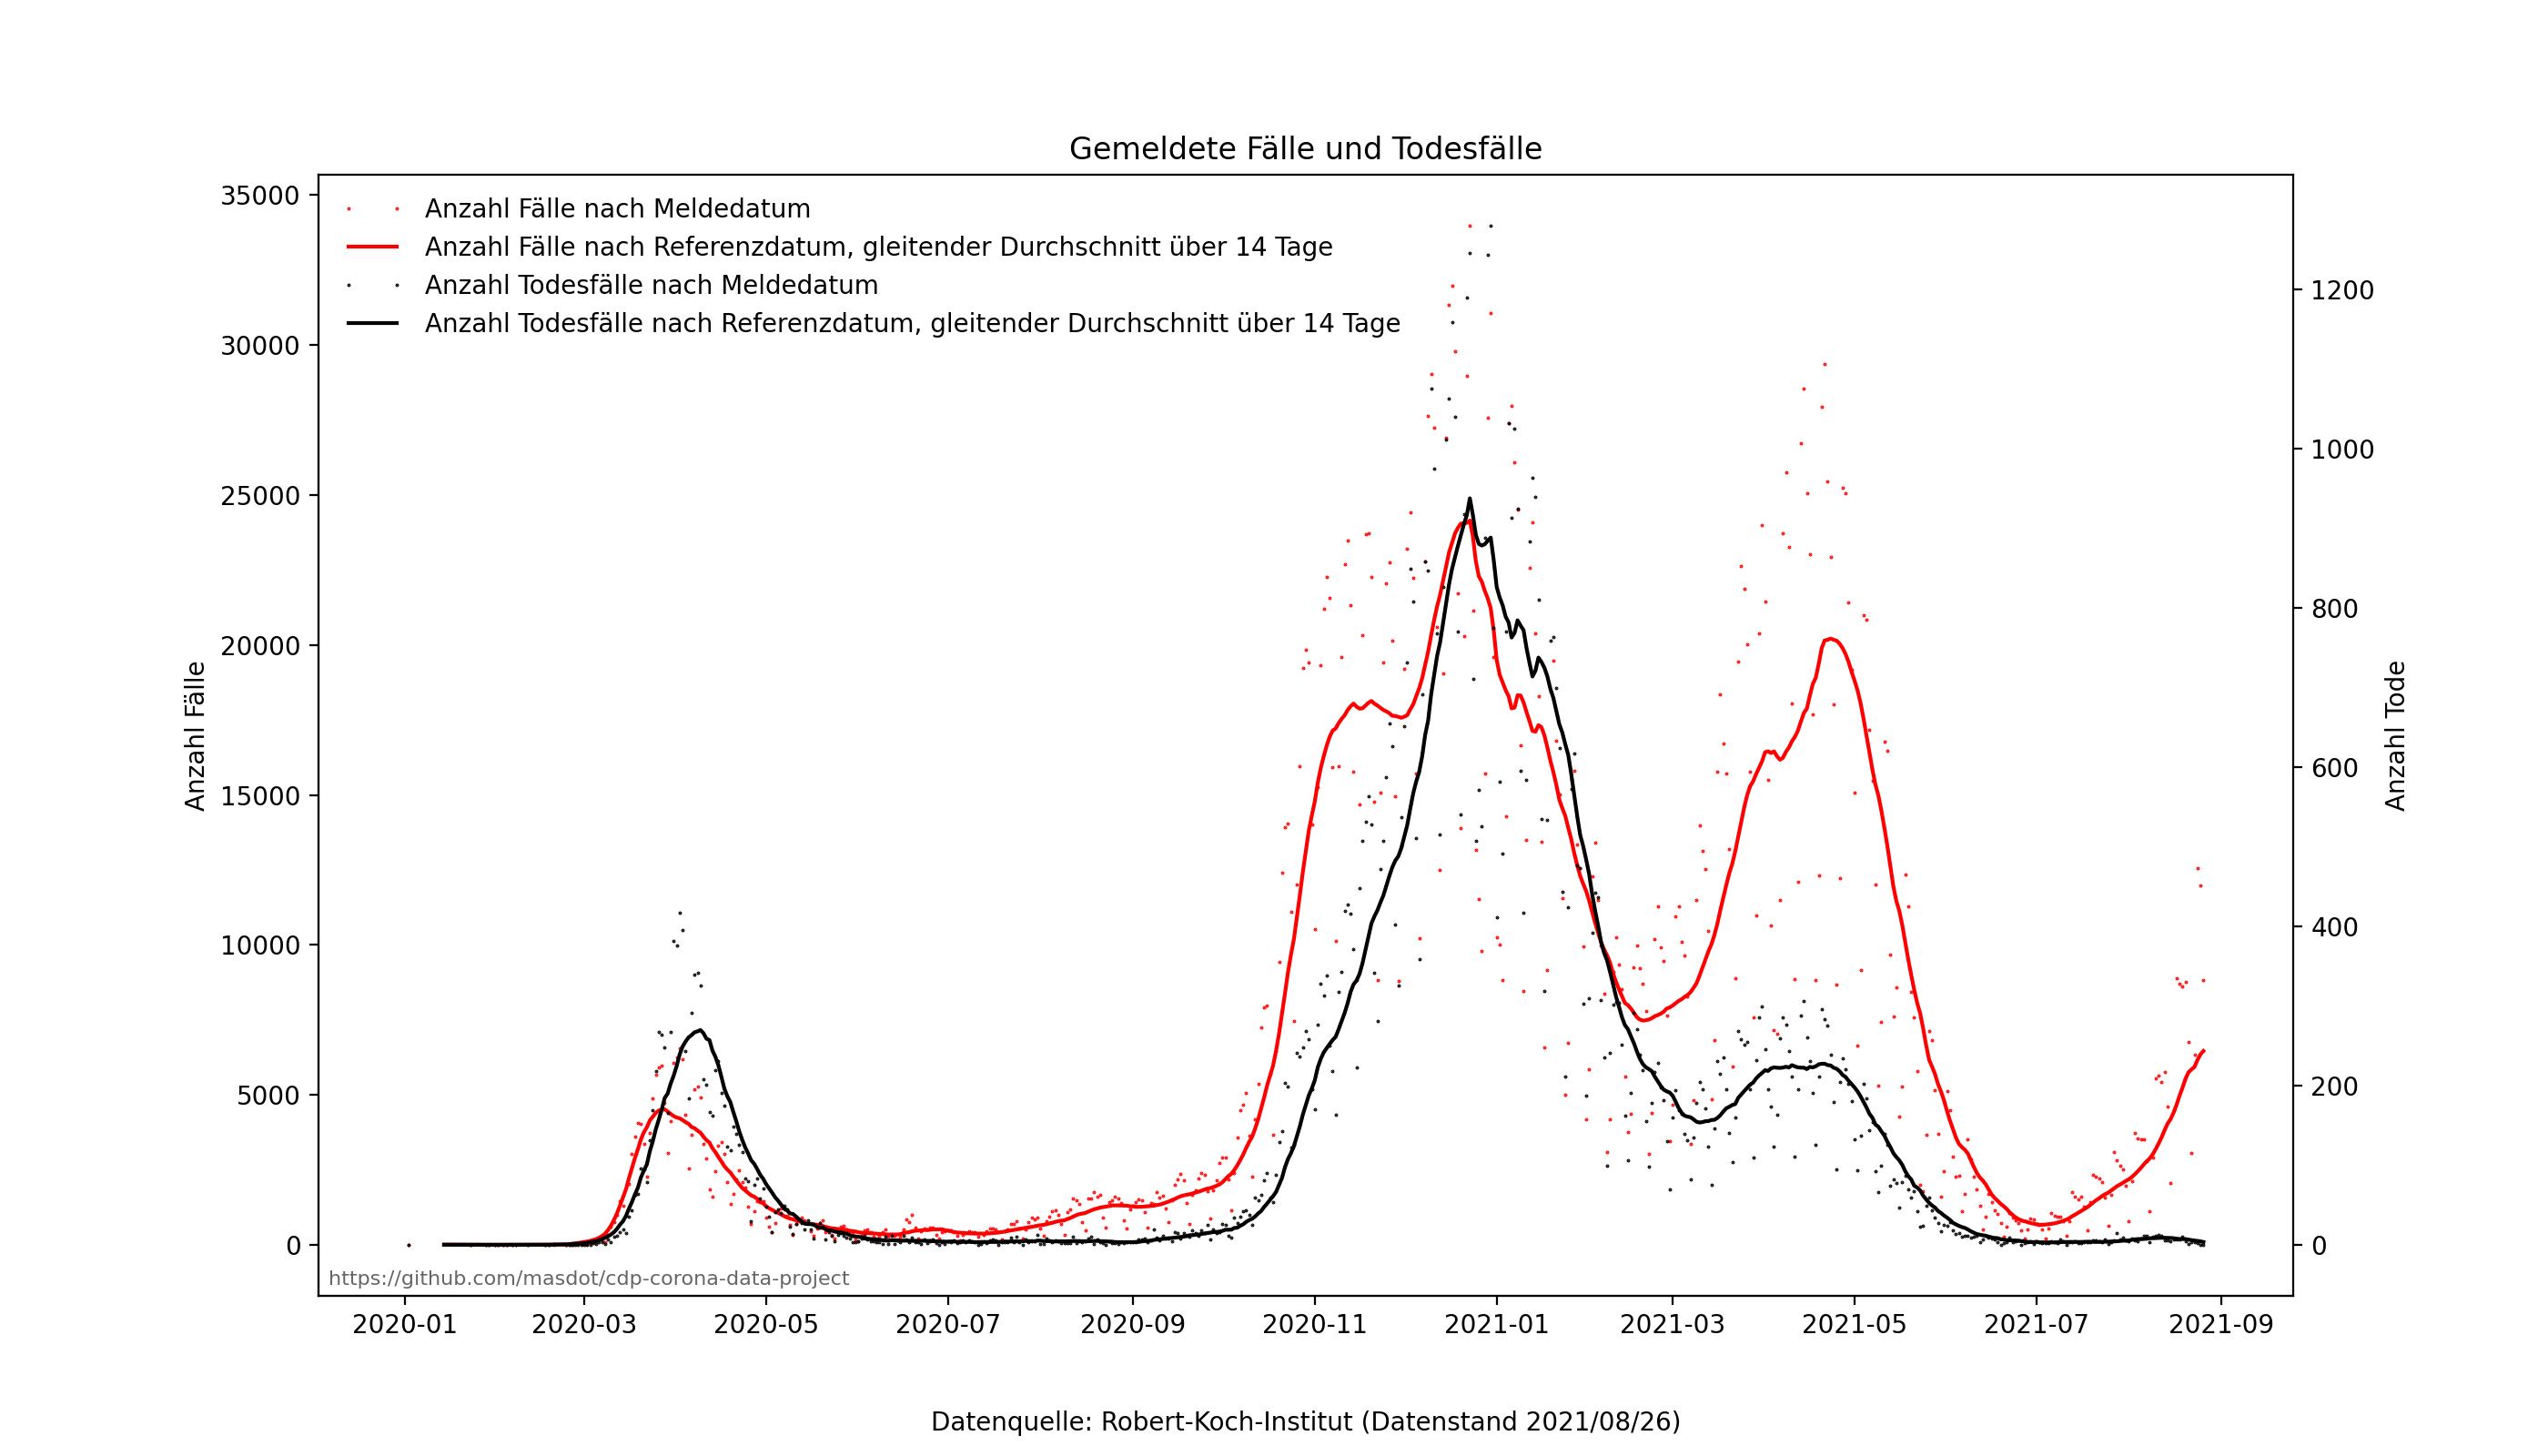 Gemeldete Fälle und Todesfälle
Anzahl Fälle nach Meldedatum
Anzahl Fälle nach Referenzdatum, gleitender Durchschnitt über 14 Tage
Anzahl Todesfälle nach Meldedatum
Anzahl Todesfälle nach Referenzdatum, gleitender Durchschnitt über 14 Tage
Anzahl Fälle
35000
30000
25000
20000
15000
10000
5000
0
Anzahl Tode
1200
1000
800
600
400
200
0
https://github.com/masdot/cdp-corona-data-project
2020-01 2020-03 2020-05 2020-07 2020-09 2020-11 2021-01 2021-03 2021-05 2021-07 2021-09
Datenquelle: Robert-Koch-Institut (Datenstand 2021/08/26)